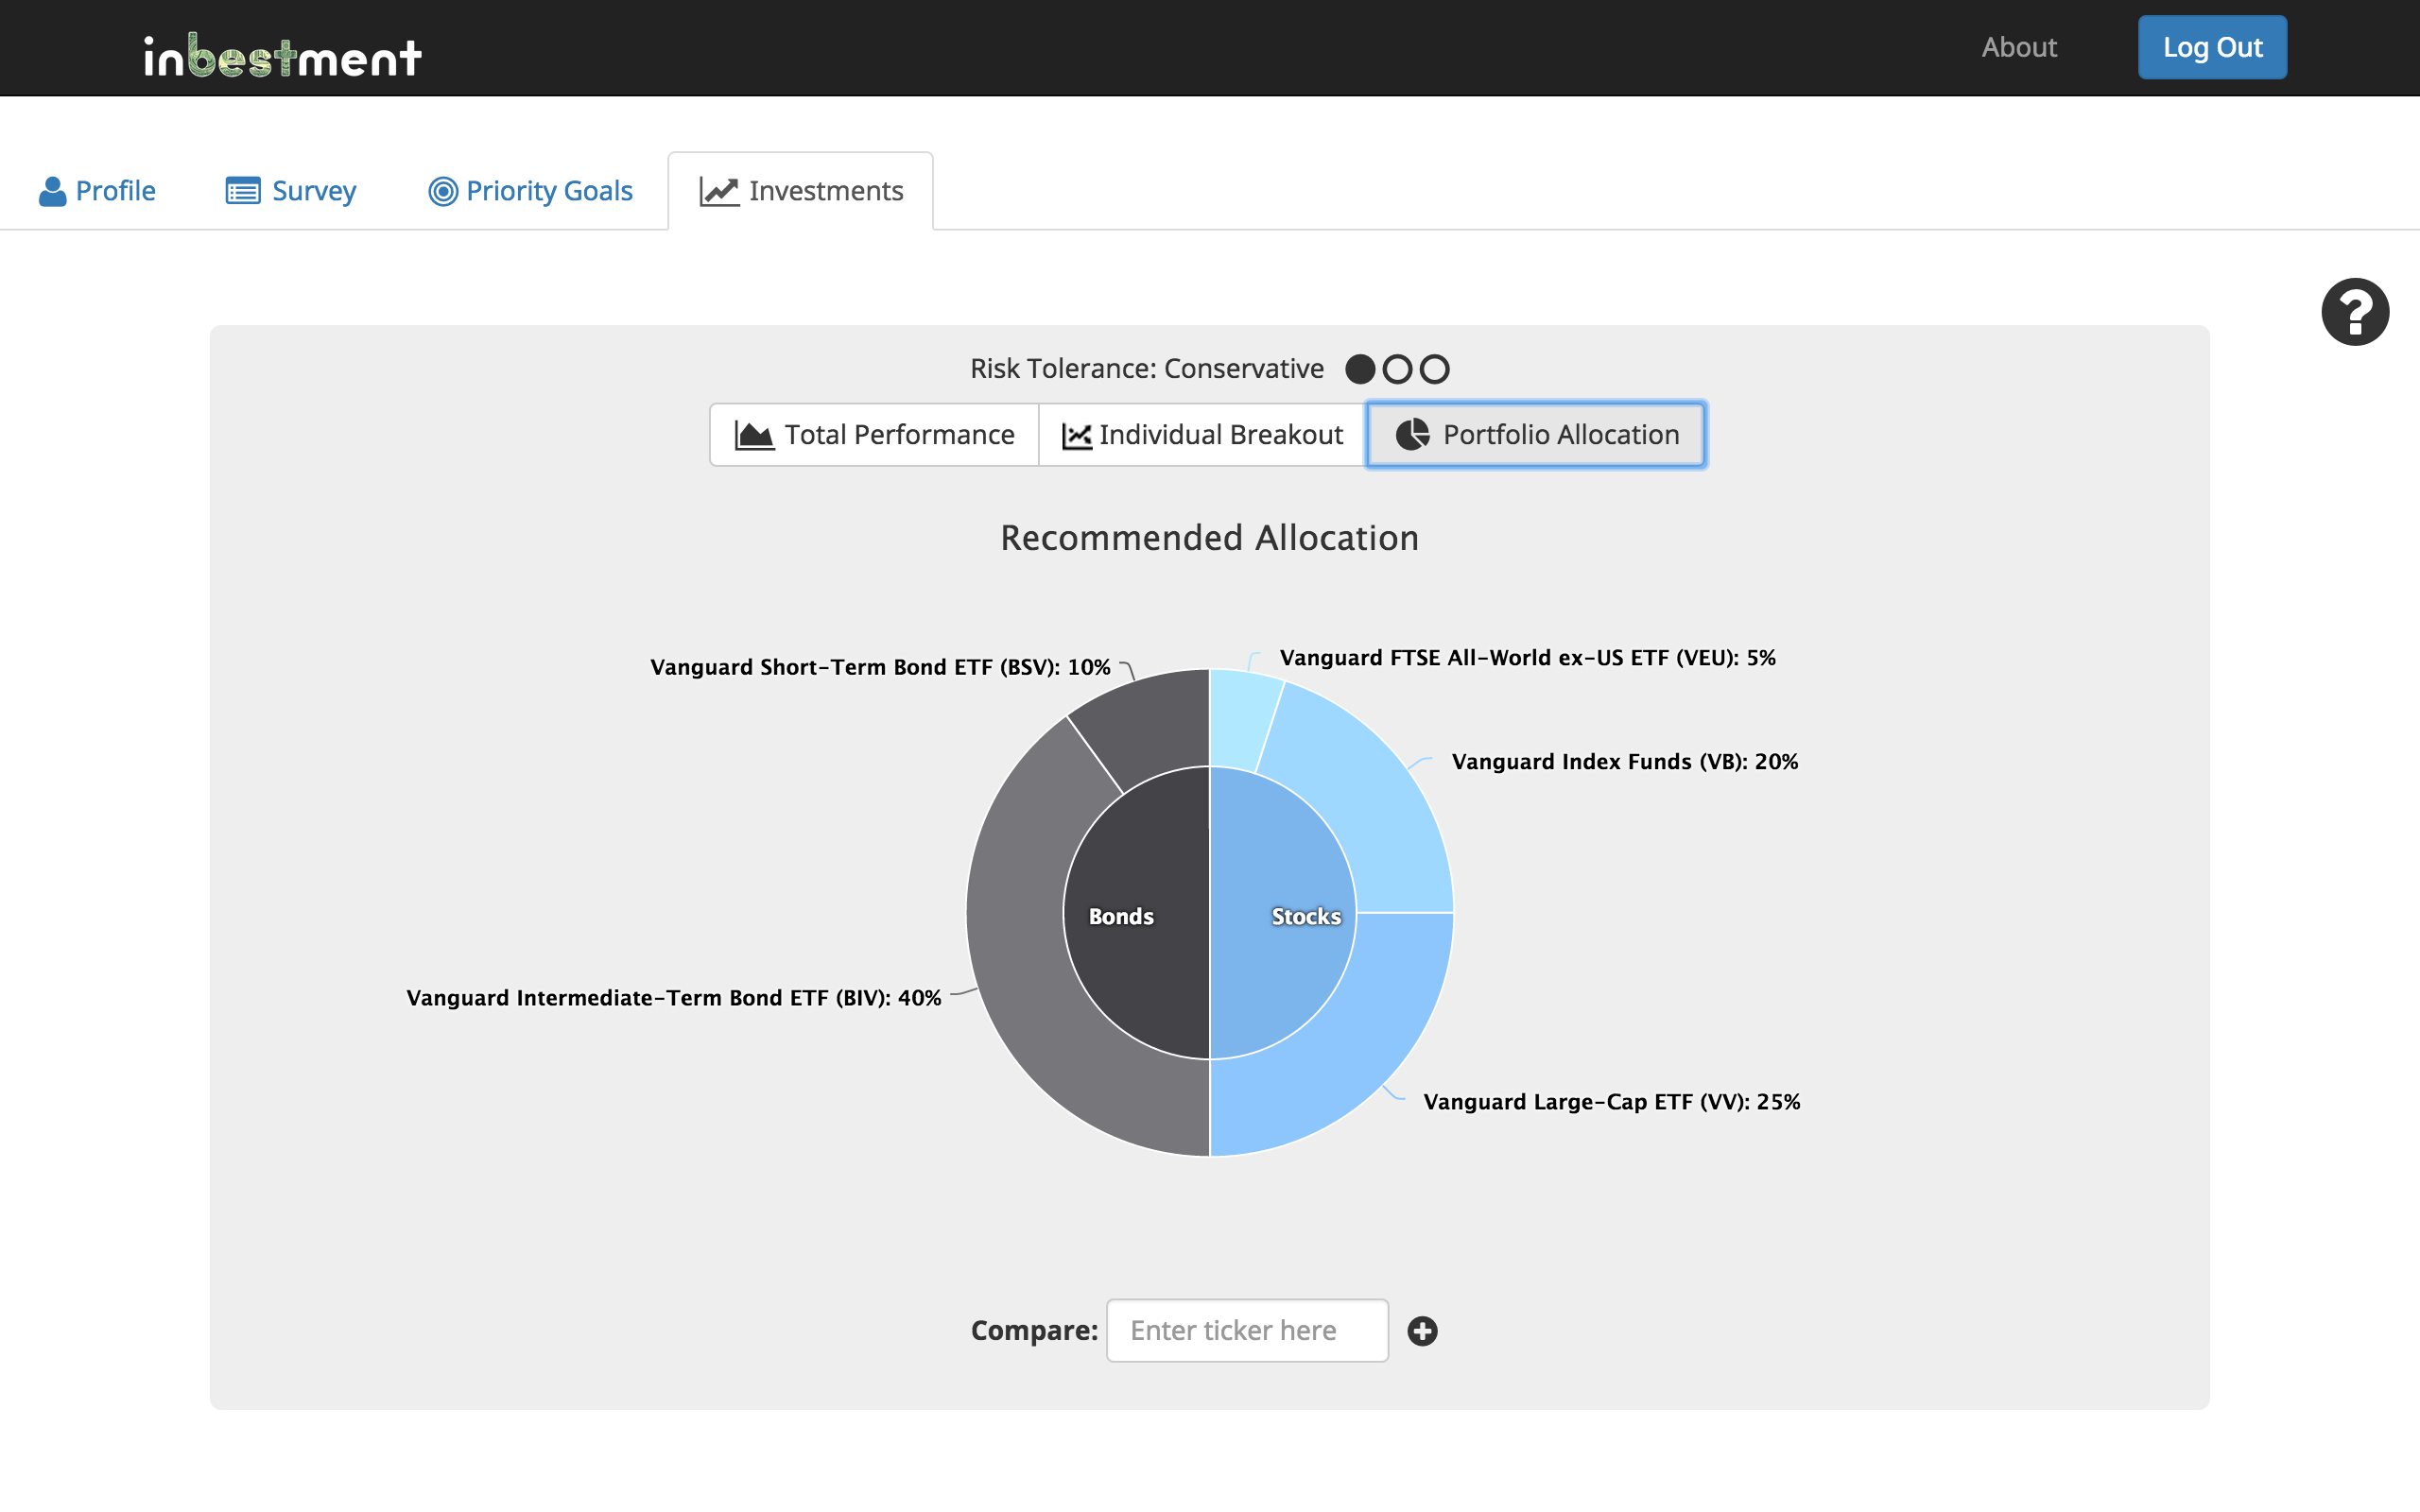 inbestment
About
Log Out
Profile
Survey
Priority Goals
Investments
?
Risk Tolerance: Conservative
Total Performance
Individual Breakout
Portfolio Allocation
Recommended Allocation
Vanguard Short-Term Bond ETF (BSV): 10%
Vanguard FTSE All-World ex-US ETF (VEU): 5%
Vanguard Index Funds (VB): 20%
Bonds
Stocks
Vanguard Intermediate-Term Bond ETF (BIV): 40%
Vanguard Large-Cap ETF (VV): 25%
Compare: Enter ticker here